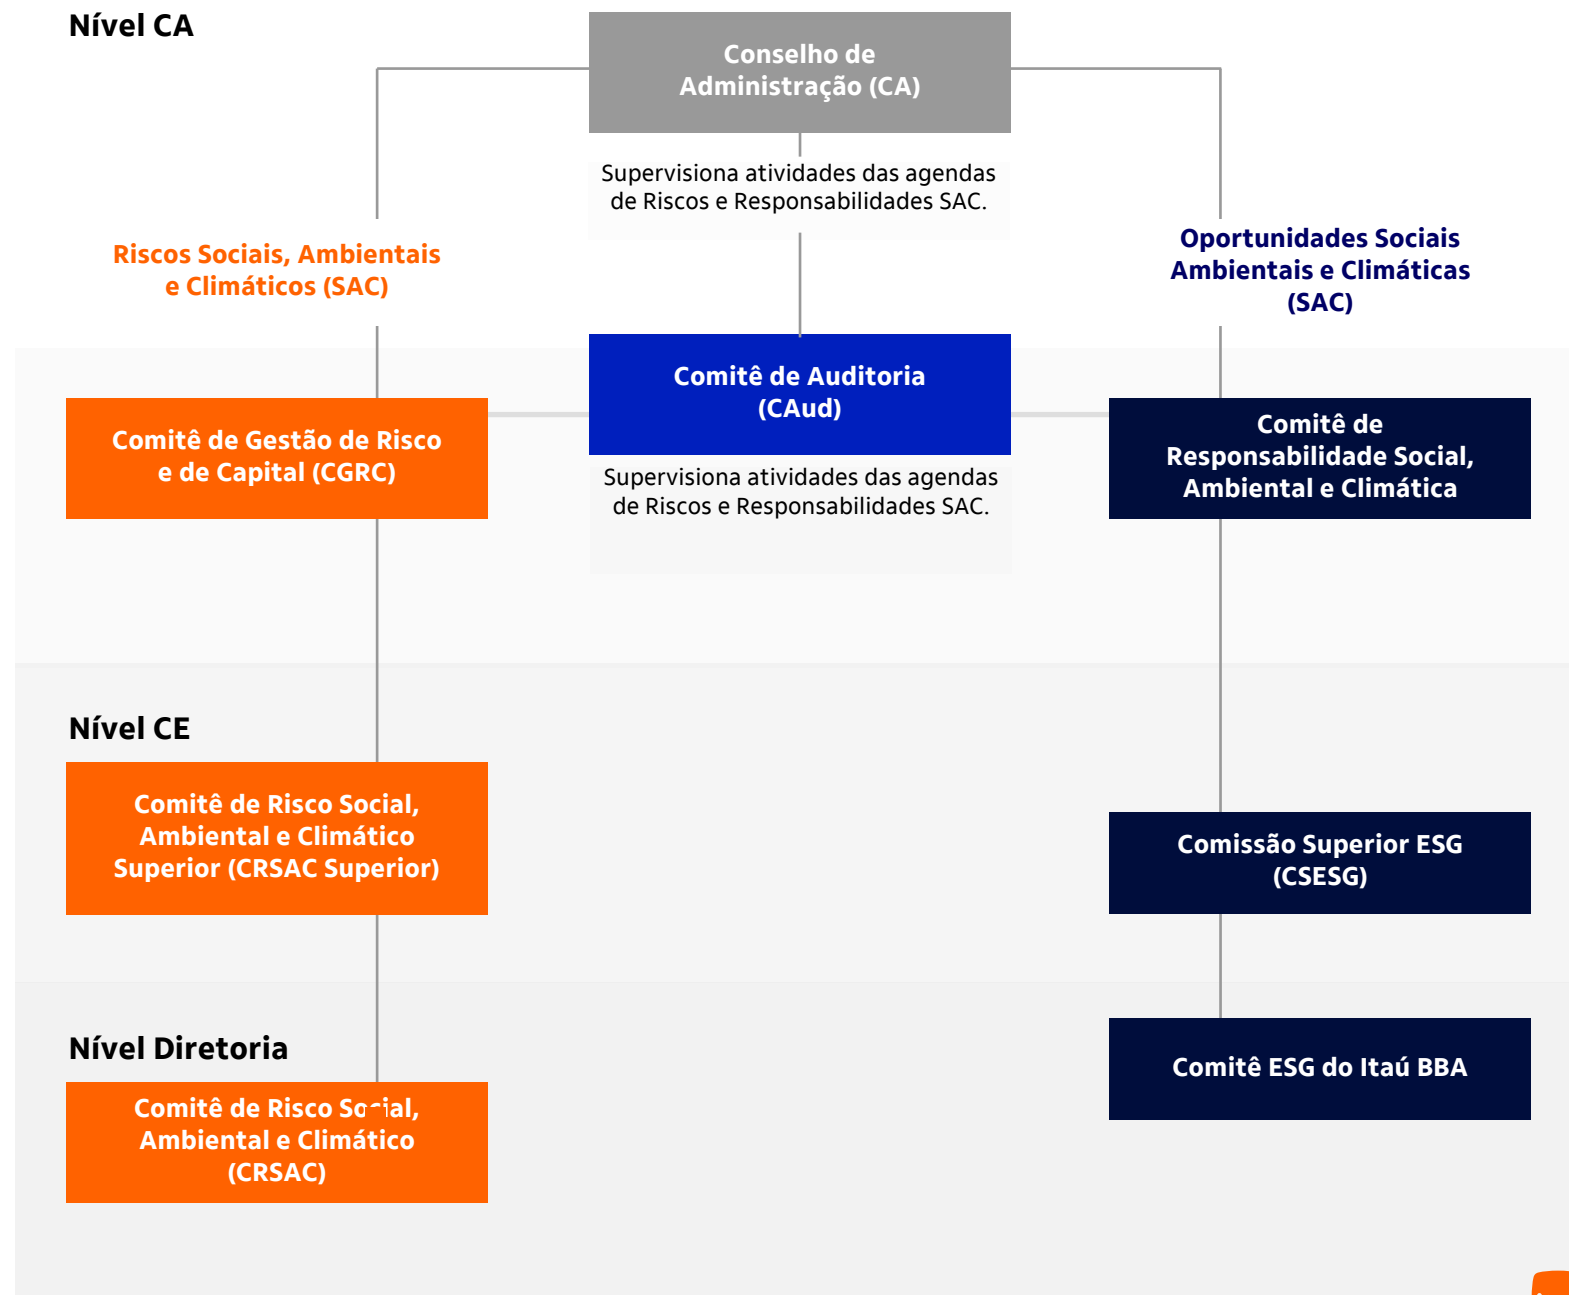 Nível CA
Conselho de
Administração (CA)
Supervisiona atividades das agendas
de Riscos e Responsabilidades SAC.
Riscos Sociais, Ambientais
e Climáticos (SAC)
Oportunidades Sociais
Ambientais e Climáticas
(SAC)
Comitê de Gestão de Risco
e de Capital (CGRC)
Comitê de Auditoria
(CAud)
Supervisiona atividades das agendas
de Riscos e Responsabilidades SAC.
Comitê de
Responsabilidade Social,
Ambiental e Climática
Nível CE
Comitê de Risco Social,
Ambiental e Climático
Superior (CRSAC Superior)
Comissão Superior ESG
(CSESG)
Nível Diretoria
Comitê de Risco Social,
Ambiental e Climático
(CRSAC)
Comitê ESG do Itaú BBA